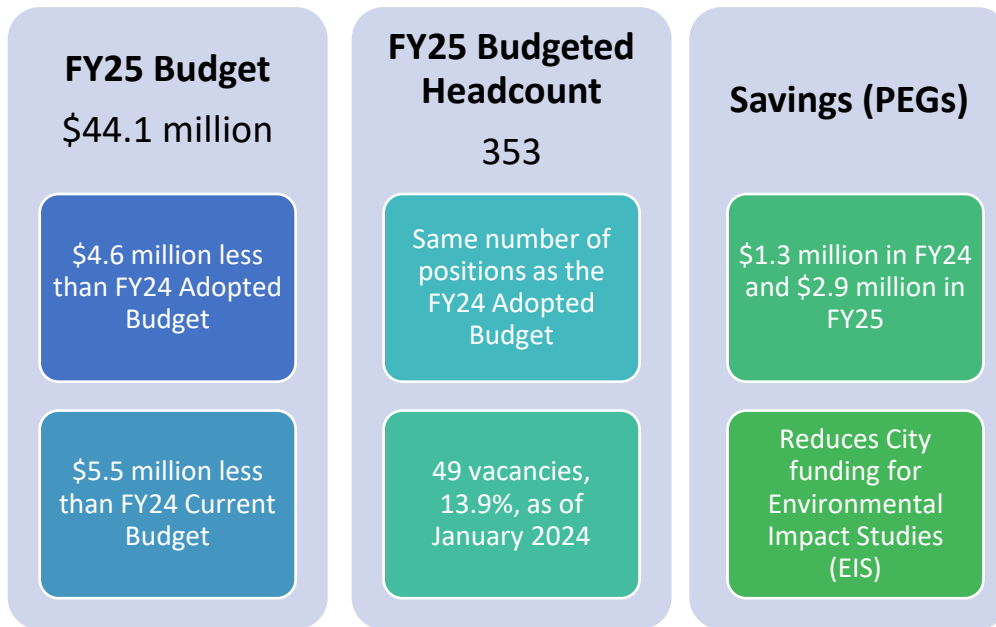 FY25 Budget
$44.1 million
$4.6 million less
than FY24 Adopted
Budget
$5.5 million less
than FY24 Current
Budget
FY25 Budgeted
Headcount
353
Same number of
positions as the
FY24 Adopted
Budget
49 vacancies,
13.9%, as of
January 2024
Savings (PEGs)
$1.3 million in FY24
and $2.9 million in
FY25
Reduces City
funding for
Environmental
Impact Studies
(EIS)